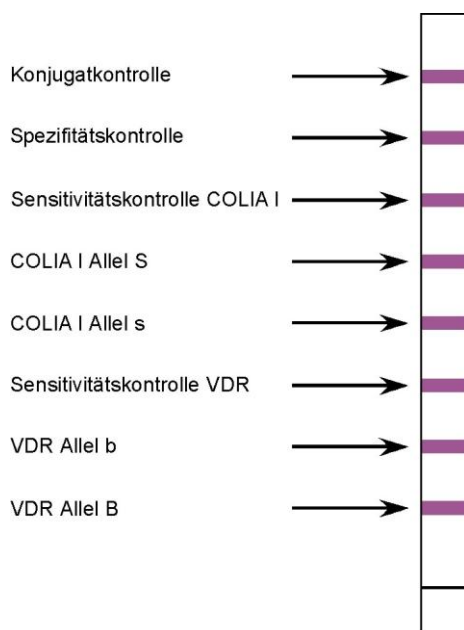 Konjugatkontrolle
Spezifitätskontrolle
Sensitivitätskontrolle COLIA I
COLIA I Allel S
COLIA I Allel s
Sensitivitätskontrolle VDR
VDR Allel b
VDR Allel B